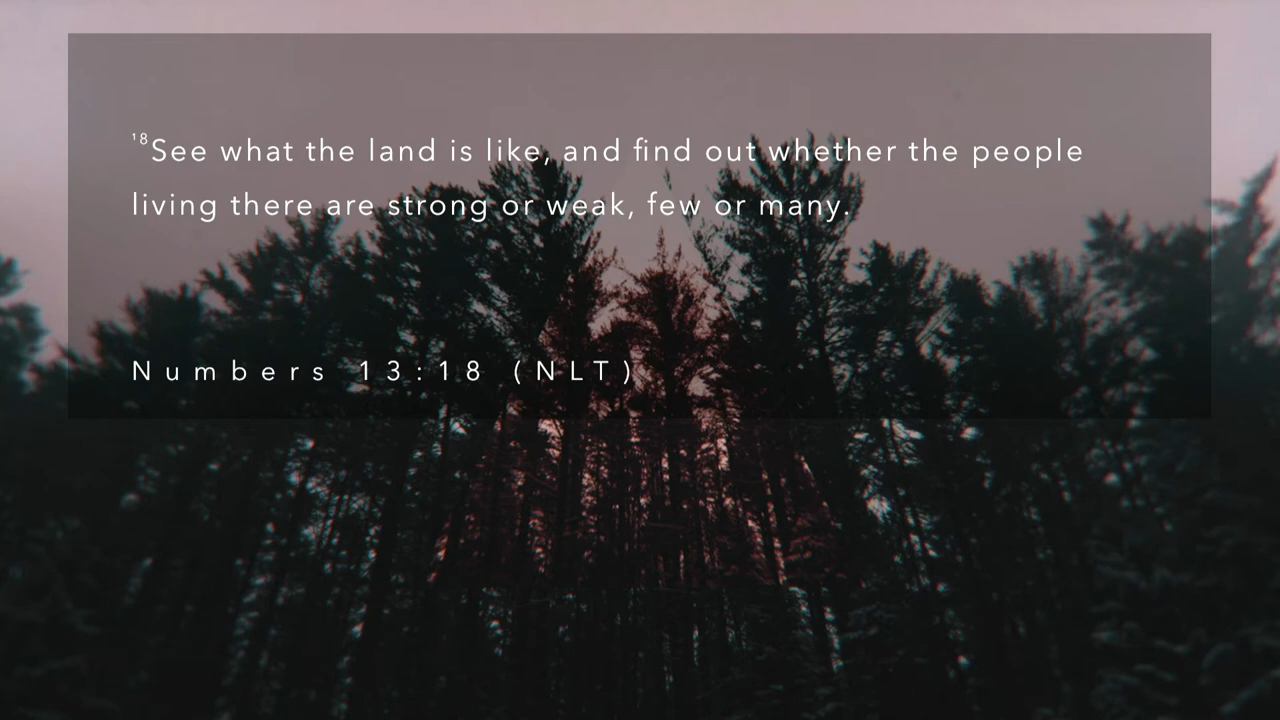 ¹⁸See what the land is like, and find out whether the people
living there are strong or weak, few or many.
Numbers 13:18 (NLT)